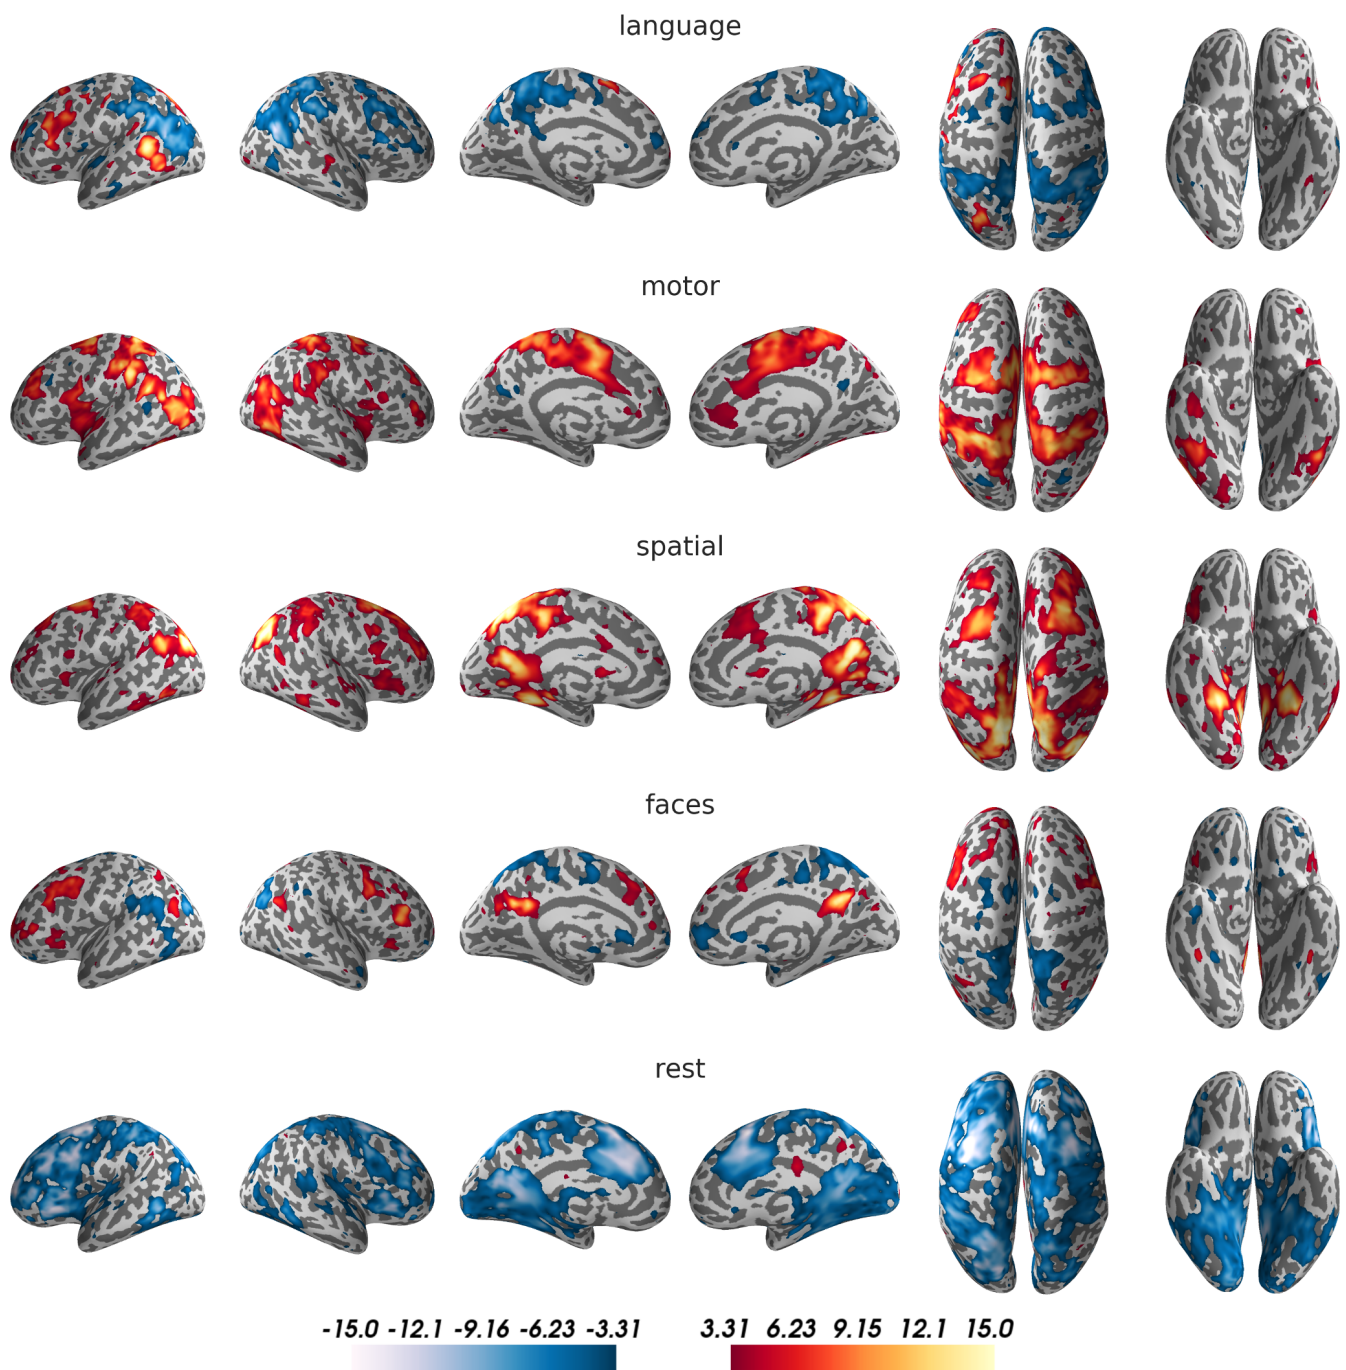 language
motor
spatial
faces
rest
-15.0 -12.1 -9.16 -6.23 -3.31
3.31 6.23 9.15 12.1 15.0